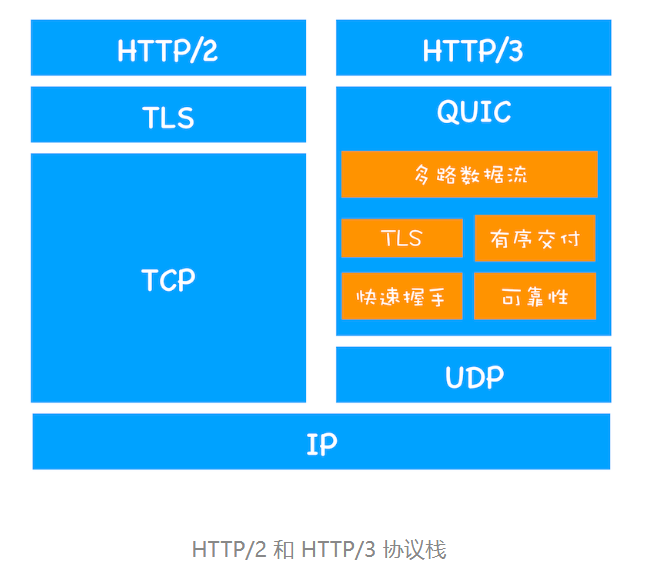 HTTP/2
HTTP/3
TLS
QUIC
多路数据流
TLS
有序交付
TCP
快速握手
可靠性
UDP
IP
HTTP/2 和 HTTP/3 协议栈